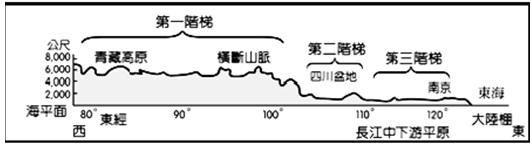 第一階梯
第二階梯
第三階梯
公尺
8,000
6,000
4,000
2,000
青藏高原
橫斷山脈
四川盆地
南京
東海
海平面
80° 90° 100° 110° 120°
大陸棚
西
東經
長江中下游平原
東